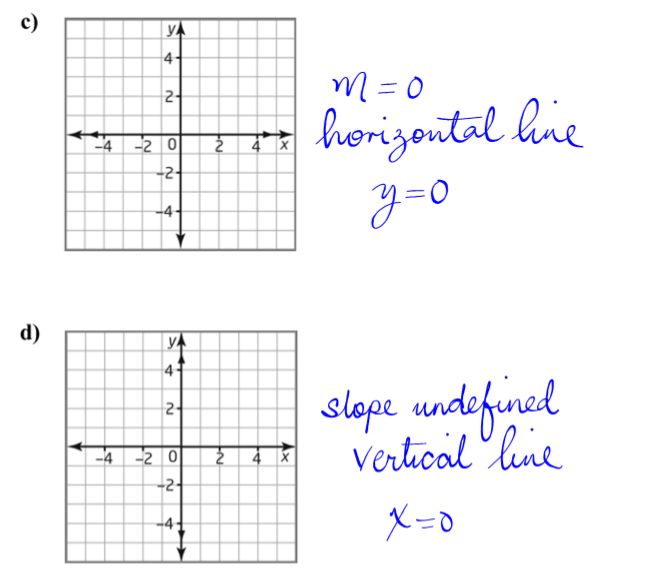 c)
y
4
2
-4 -2 0 2 4 x
-2
-4
m = 0
horizontal line
y = 0
d)
y
4
2
-4 -2 0 2 4 x
-2
-4
slope undefined
vertical line
x = 0